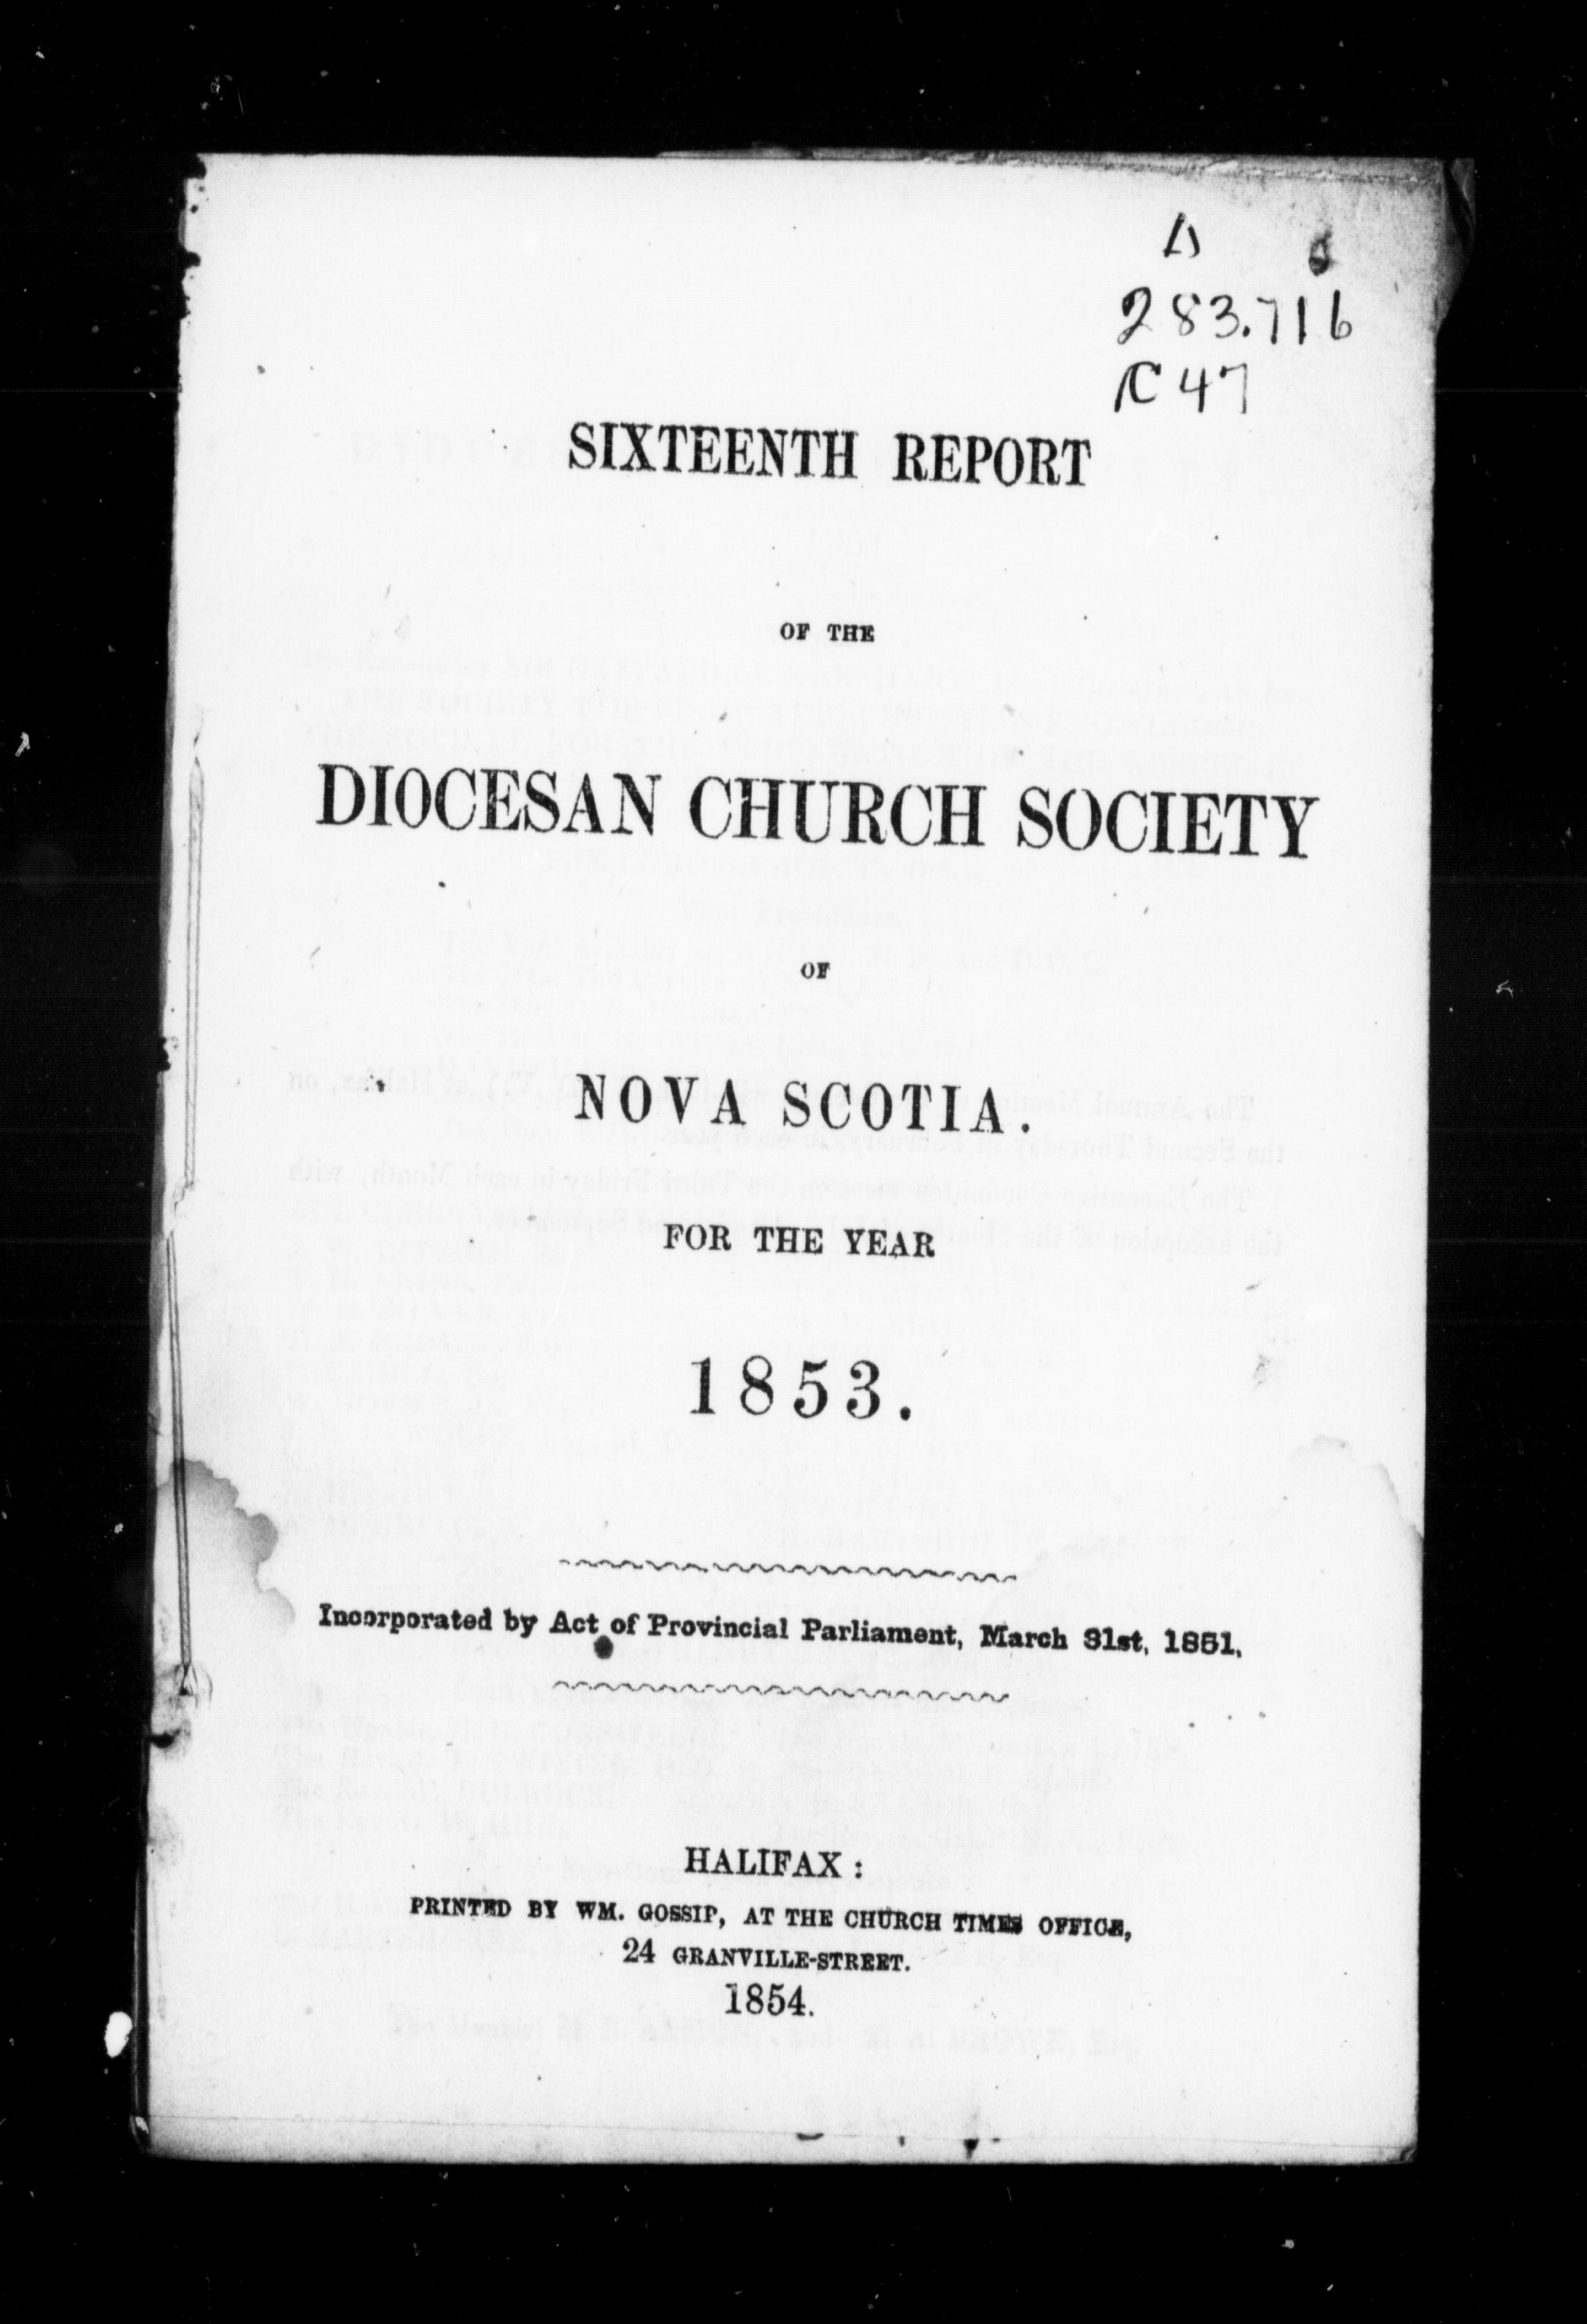 283.716
C47
SIXTEENTH REPORT
OF THE
DIOCESAN CHURCH SOCIETY
OF
NOVA SCOTIA.
FOR THE YEAR
1853.
Incorporated by Act of Provincial Parliament, March 31st, 1851.
HALIFAX:
PRINTED BY WM. GOSSIP, AT THE CHURCH TIMES OFFICE,
24 GRANVILLE-STREET.
1854.